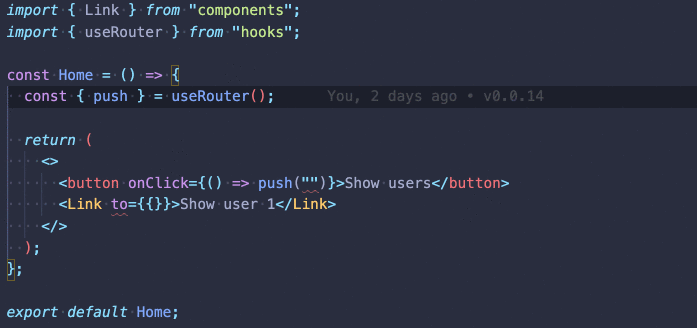 import { Link } from "components";
import { useRouter } from "hooks";
const Home = () => {
const { push } = useRouter(); You, 2 days ago • v0.0.14
return (
<>
<button onClick={() => push("")}>Show users</button>
<Link to={{}}>Show user 1</Link>
</>
);
};
export default Home;